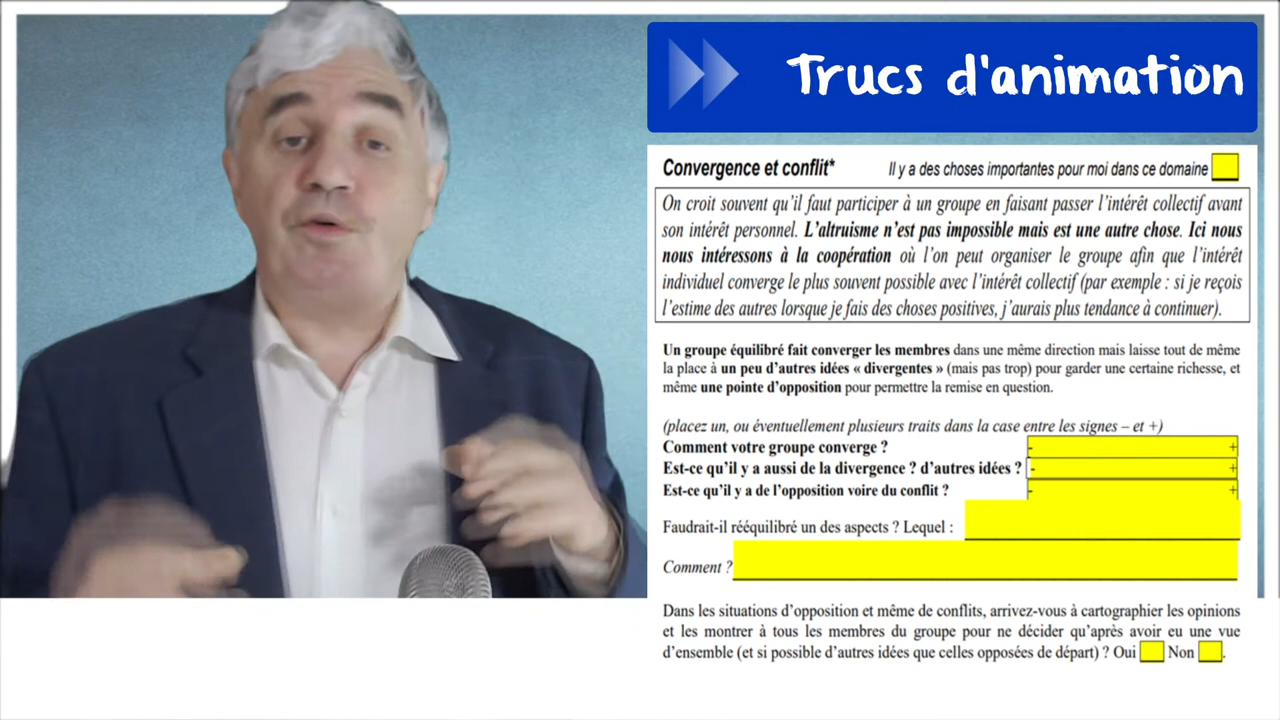 Trucs d'animation
Convergence et conflit* Il y a des choses importantes pour moi dans ce domaine
On croit souvent qu'il faut participer à un groupe en faisant passer l'intérêt collectif avant
son intérêt personnel. L'altruisme n'est pas impossible mais est une autre chose. Ici nous
nous intéressons à la coopération où l'on peut organiser le groupe afin que l'intérêt
individuel converge le plus souvent possible avec l'intérêt collectif (par exemple : si je reçois
l'estime des autres lorsque je fais des choses positives, j'aurais plus tendance à continuer).
Un groupe équilibré fait converger les membres dans une même direction mais laisse tout de même
la place à un peu d'autres idées « divergentes » (mais pas trop) pour garder une certaine richesse, et
même une pointe d'opposition pour permettre la remise en question.
(placez un, ou éventuellement plusieurs traits dans la case entre les signes – et +)
Comment votre groupe converge ? - +
Est-ce qu'il y a aussi de la divergence ? d'autres idées ? - +
Est-ce qu'il y a de l'opposition voire du conflit ? - +
Faudrait-il rééquilibré un des aspects ? Lequel :
Comment ?
Dans les situations d'opposition et même de conflits, arrivez-vous à cartographier les opinions
et les montrer à tous les membres du groupe pour ne décider qu'après avoir eu une vue
d'ensemble (et si possible d'autres idées que celles opposées de départ) ? Oui Non .